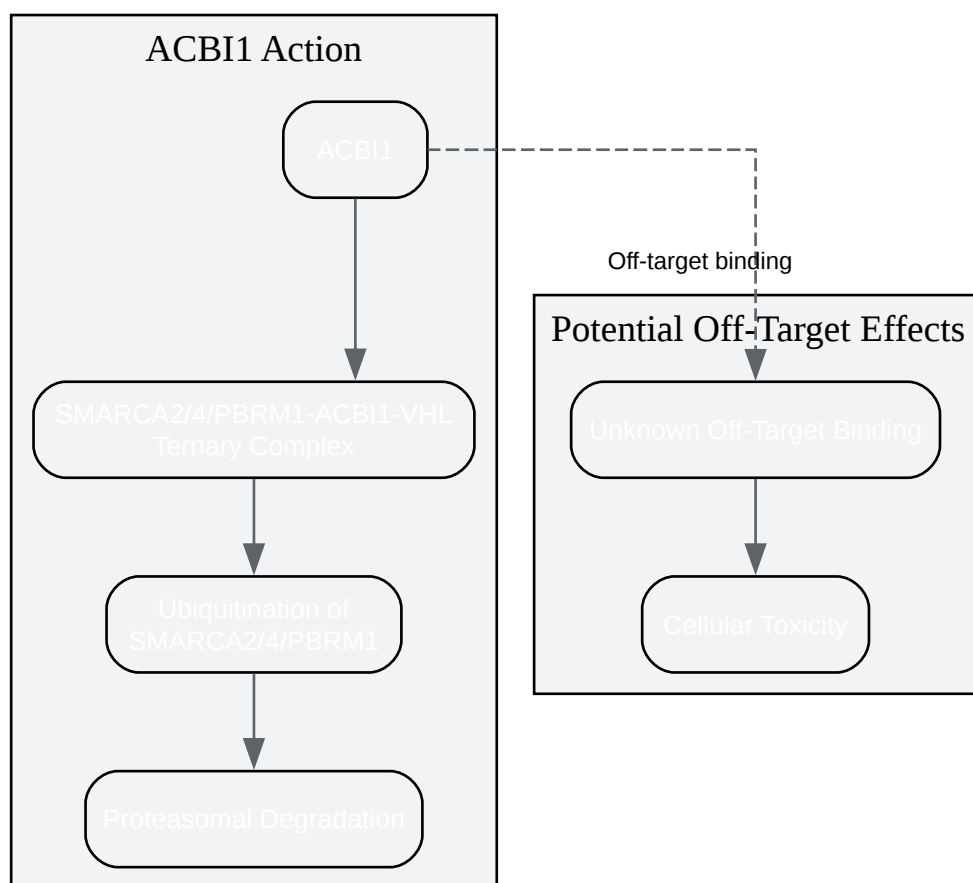 ACBI1 Action
ACBI1
Off-target binding
Potential Off-Target Effects
SMARCA2/4/PBRM1-ACBI1-VHL
Ternary Complex
Unknown Off-Target Binding
Ubiquitination of
SMARCA2/4/PBRM1
Cellular Toxicity
Proteasomal Degradation